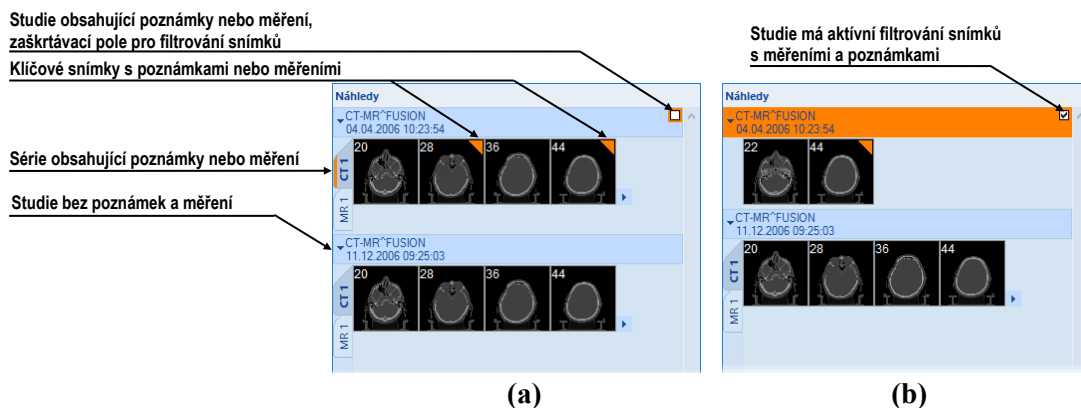 Studie obsahující poznámky nebo měření,
zaškrtávací pole pro filtrování snímků
Klíčové snímky s poznámkami nebo měřeními
Série obsahující poznámky nebo měření
Studie bez poznámek a měření
Náhledy
CT-MR^FUSION
04.04.2006 10:23:54
CT 1
MR 1
20 28 36 44
CT-MR^FUSION
11.12.2006 09:25:03
CT 1
MR 1
20 28 36 44
(a)
Studie má aktivní filtrování snímků
s měřeními a poznámkami
Náhledy
CT-MR^FUSION
04.04.2006 10:23:54
22 44
CT-MR^FUSION
11.12.2006 09:25:03
CT 1
MR 1
20 28 36 44
(b)